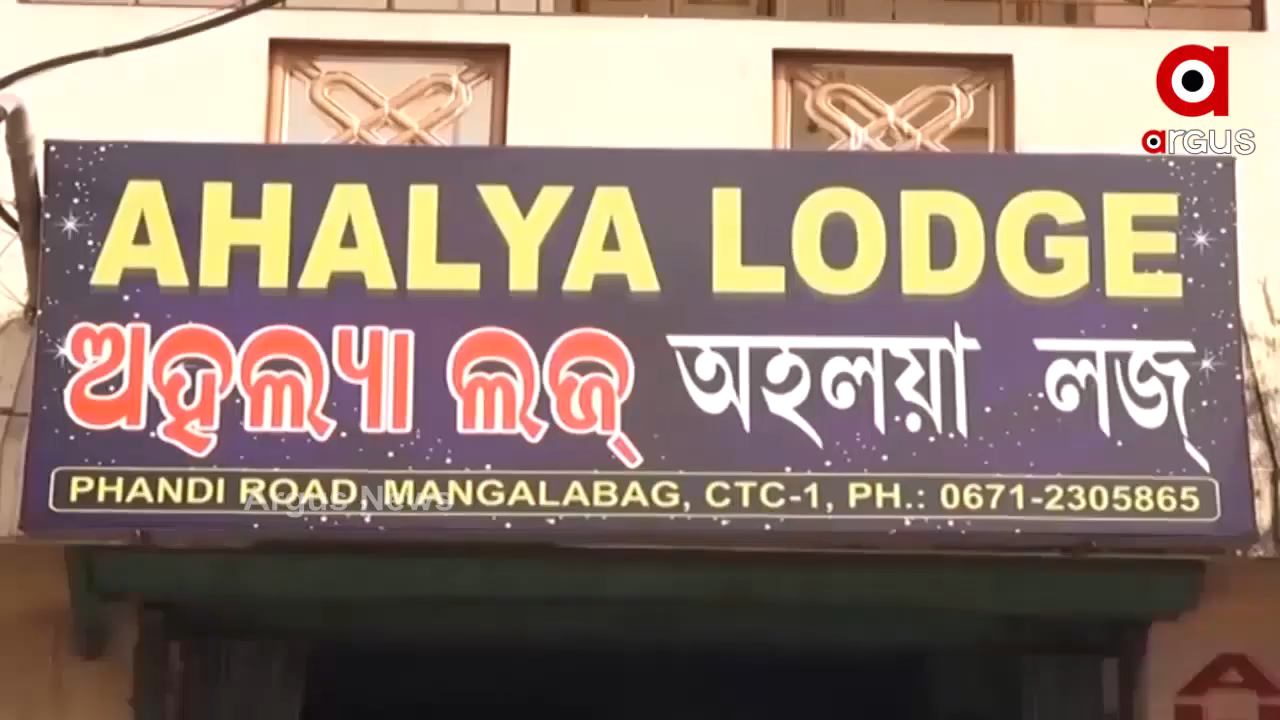 argus
AHALYA LODGE
ଅହଲ୍ୟା ଲଜ୍ অহলয়া লজ্
PHANDI ROAD, MANGALABAG, CTC-1, PH.: 0671-2305865
Argus News